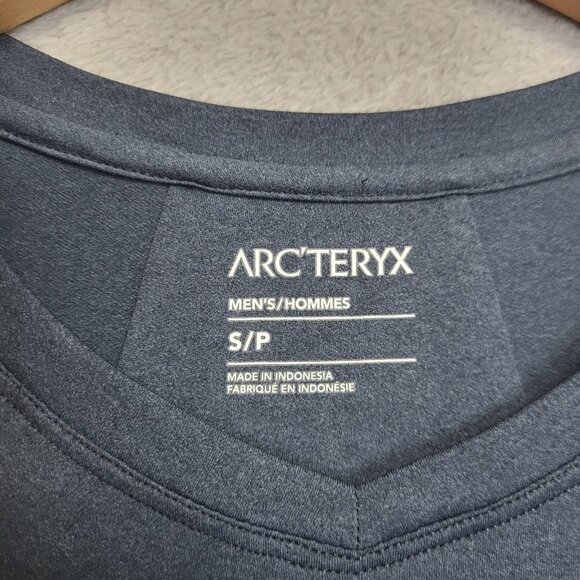 ARC'TERYX
MEN'S/HOMMES
S/P
MADE IN INDONESIA
FABRIQUÉ EN INDONÉSIE